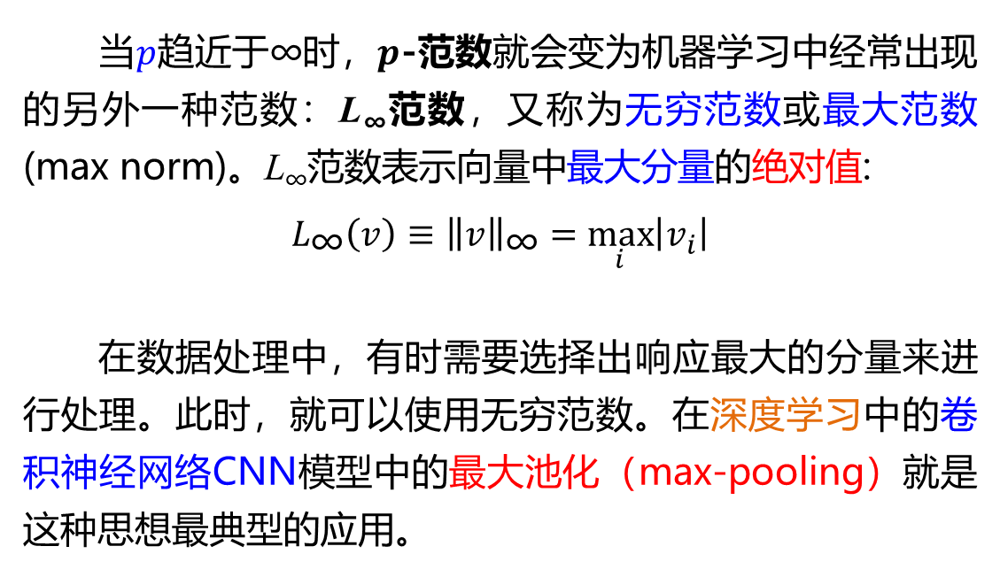 当p趋近于∞时，p-范数就会变为机器学习中经常出现
的另外一种范数：L∞范数，又称为无穷范数或最大范数
(max norm)。L∞范数表示向量中最大分量的绝对值:
L∞(v) ≡ ‖v‖∞ = max_i |v_i|
在数据处理中，有时需要选择出响应最大的分量来进
行处理。此时，就可以使用无穷范数。在深度学习中的卷
积神经网络CNN模型中的最大池化（max-pooling）就是
这种思想最典型的应用。